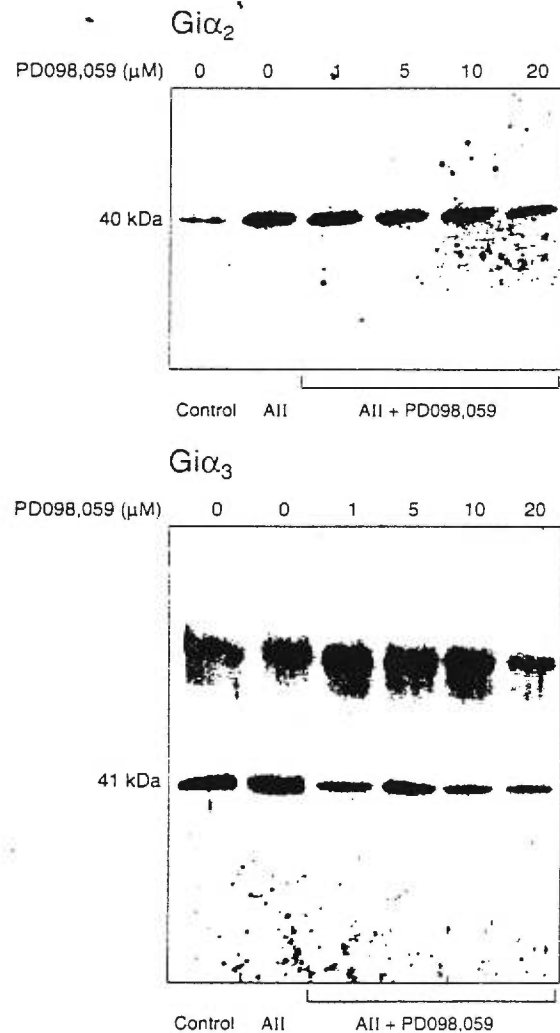 Giα₂
PD098,059 (µM) 0 0 1 5 10 20
40 kDa
Control AII AII + PD098,059
Giα₃
PD098,059 (µM) 0 0 1 5 10 20
41 kDa
Control AII AII + PD098,059